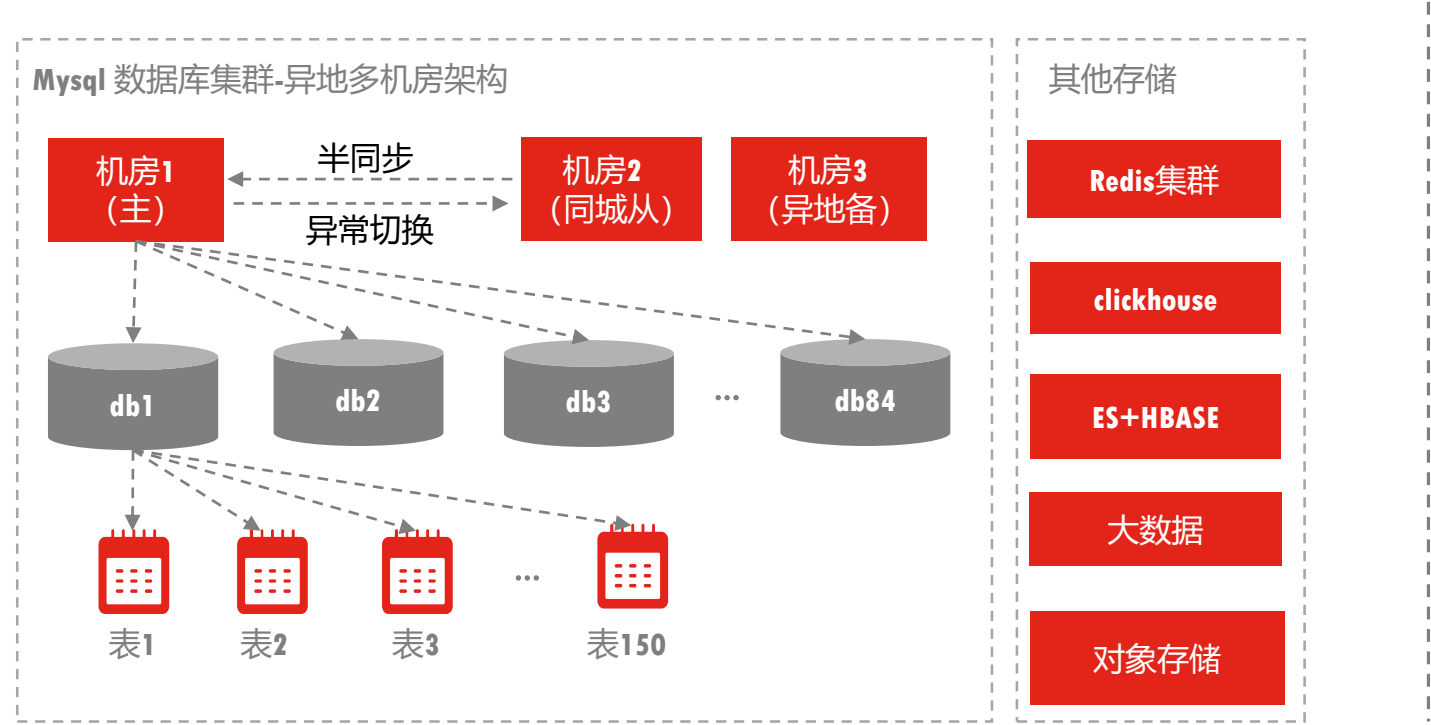 Mysql 数据库集群-异地多机房架构
机房1
（主）
半同步
异常切换
机房2
（同城从）
机房3
（异地备）
db1
db2
db3
...
db84
表1
表2
表3
...
表150
其他存储
Redis集群
clickhouse
ES+HBASE
大数据
对象存储